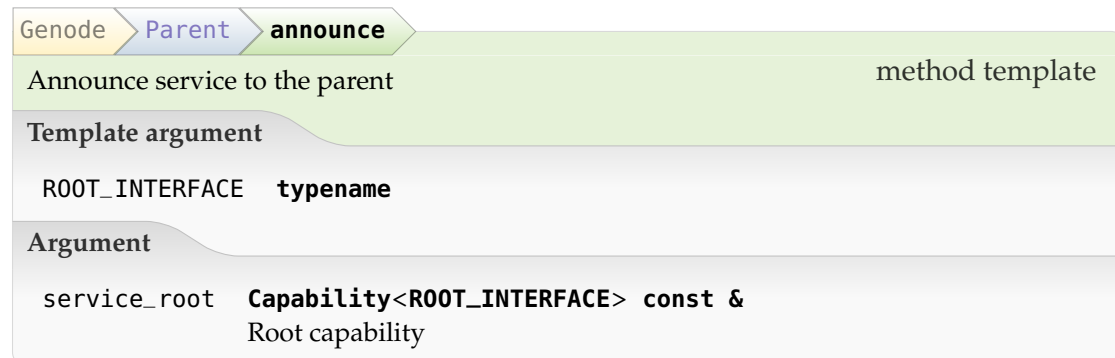 Genode Parent announce
Announce service to the parent method template
Template argument
ROOT_INTERFACE typename
Argument
service_root Capability<ROOT_INTERFACE> const &
Root capability